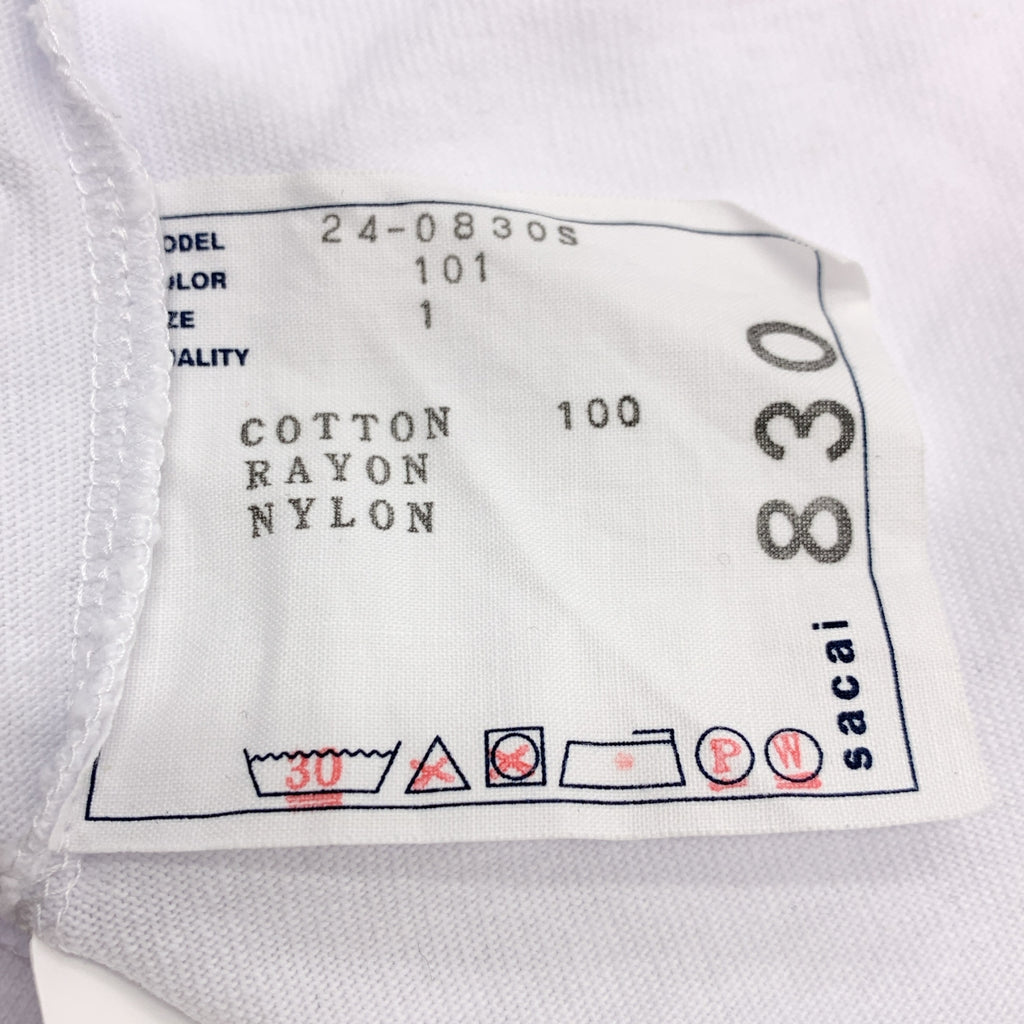 ODEL 24-0830S
LOR 101
ZE 1
ALITY
COTTON 100
RAYON
NYLON
30 P W
sacai 830